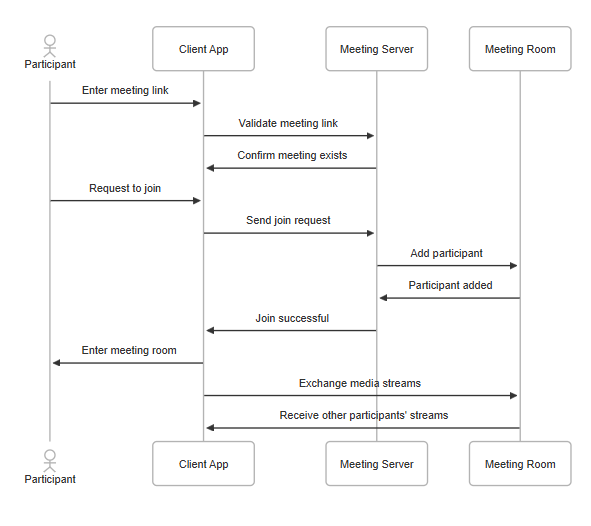 Participant
Client App
Meeting Server
Meeting Room
Enter meeting link
Validate meeting link
Confirm meeting exists
Request to join
Send join request
Add participant
Participant added
Join successful
Enter meeting room
Exchange media streams
Receive other participants' streams
Participant
Client App
Meeting Server
Meeting Room